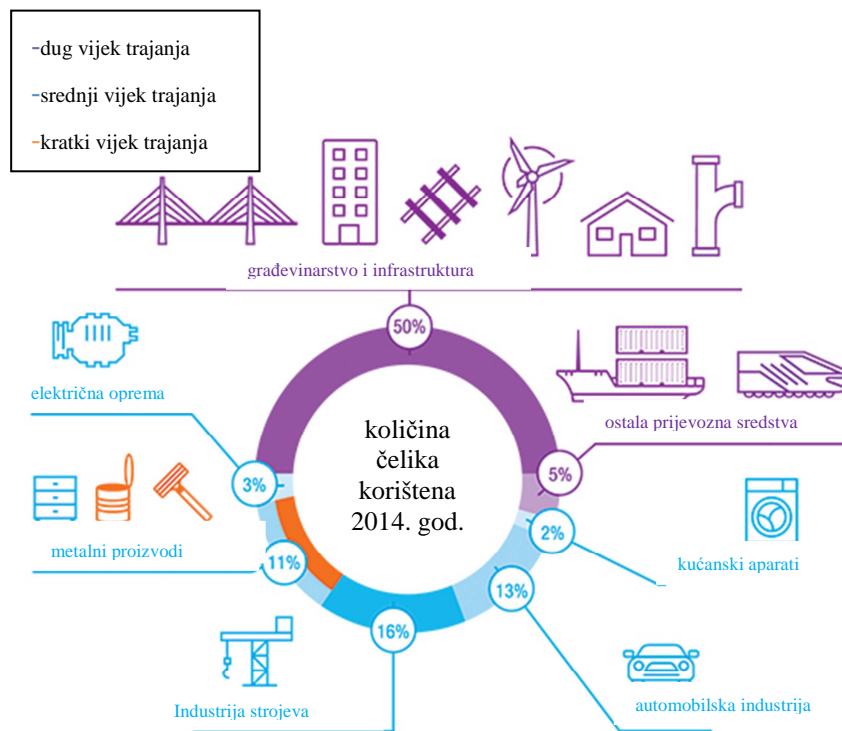 -dug vijek trajanja
-srednji vijek trajanja
-kratki vijek trajanja
građevinarstvo i infrastruktura
50%
električna oprema
ostala prijevozna sredstva
količina
čelika
korištena
2014. god.
3%
5%
metalni proizvodi
2%
kućanski aparati
11%
13%
16%
Industrija strojeva
automobilska industrija